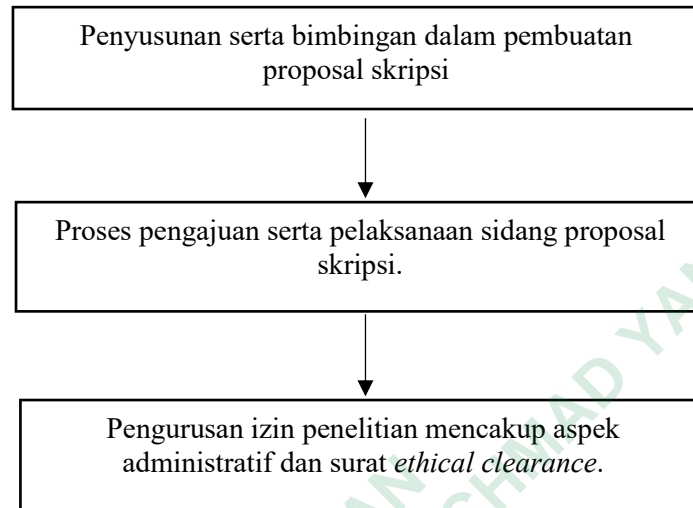 Penyusunan serta bimbingan dalam pembuatan
proposal skripsi
Proses pengajuan serta pelaksanaan sidang proposal
skripsi.
Pengurusan izin penelitian mencakup aspek
administratif dan surat ethical clearance.